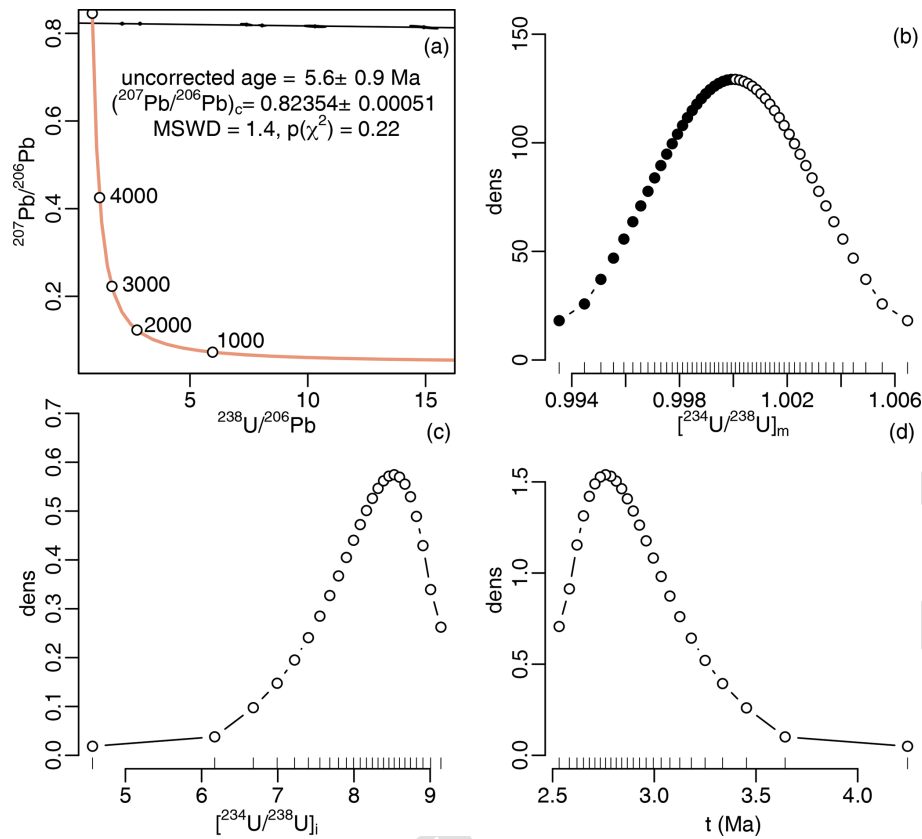 (a)
uncorrected age = 5.6± 0.9 Ma
(²⁰⁷Pb/²⁰⁶Pb)c= 0.82354± 0.00051
MSWD = 1.4, p(χ²) = 0.22
4000
3000
2000
1000
0.8
0.6
0.4
0.2
²⁰⁷Pb/²⁰⁶Pb
5 10 15
²³⁸U/²⁰⁶Pb
(b)
150
100
50
0
dens
0.994 0.998 1.002 1.006
[²³⁴U/²³⁸U]m
(c)
0.7
0.6
0.5
0.4
0.3
0.2
0.1
0.0
dens
5 6 7 8 9
[²³⁴U/²³⁸U]i
(d)
1.5
1.0
0.5
0.0
dens
2.5 3.0 3.5 4.0
t (Ma)